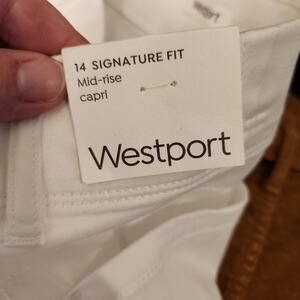 14 SIGNATURE FIT
Mid-rise
capri
Westport